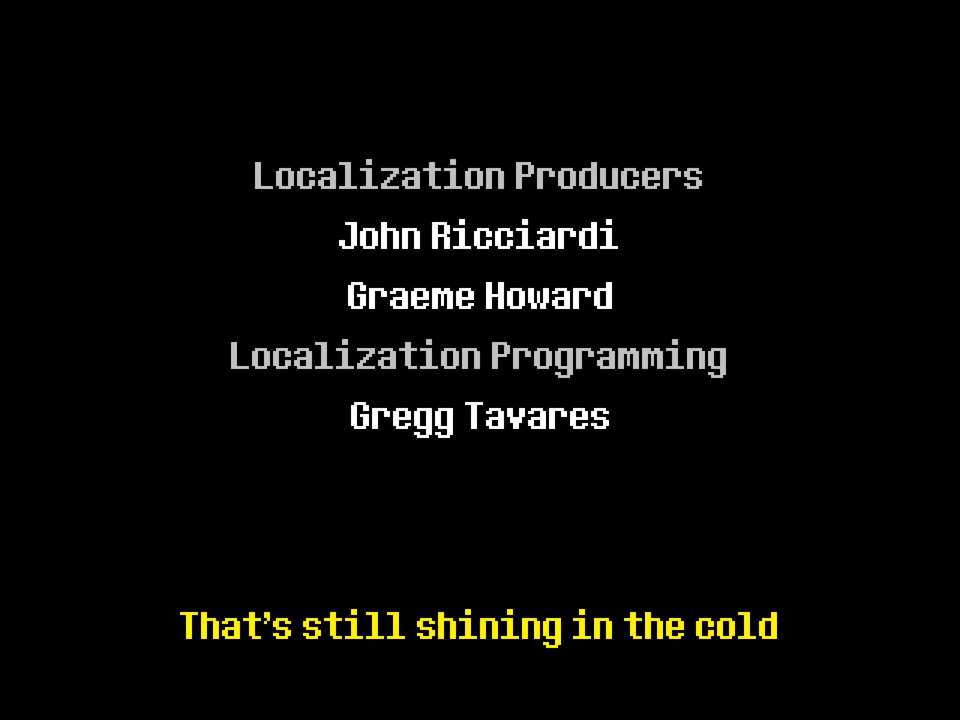 Localization Producers
John Ricciardi
Graeme Howard
Localization Programming
Gregg Tavares
That's still shining in the cold